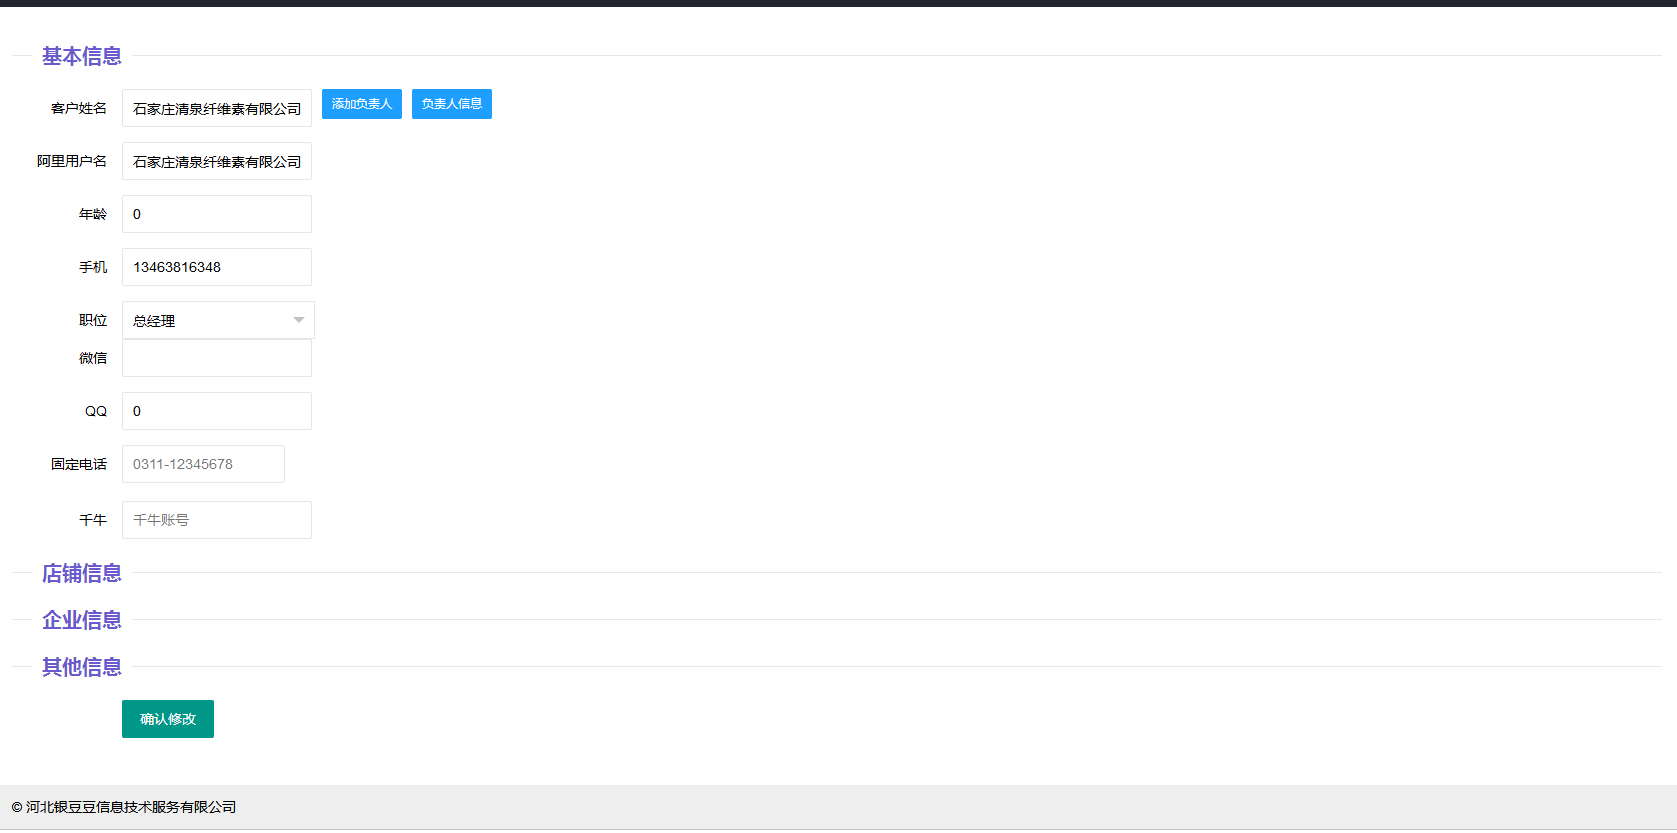 基本信息
客户姓名 石家庄清泉纤维素有限公司 添加负责人 负责人信息
阿里用户名 石家庄清泉纤维素有限公司
年龄 0
手机 13463816348
职位 总经理
微信
QQ 0
固定电话 0311-12345678
千牛 千牛账号
店铺信息
企业信息
其他信息
确认修改
© 河北银豆豆信息技术服务有限公司